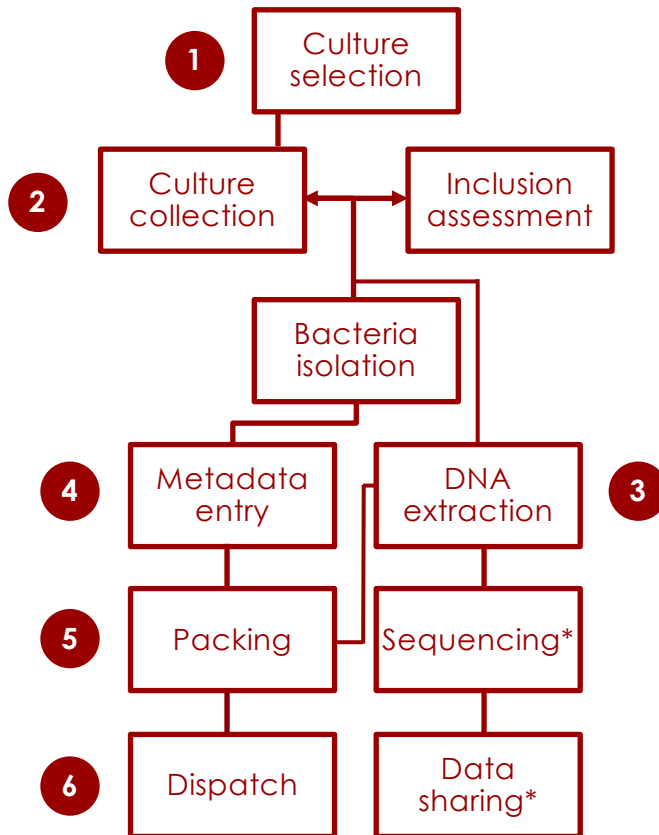 1
Culture
selection
2
Culture
collection
Inclusion
assessment
Bacteria
isolation
4
Metadata
entry
DNA
extraction
3
5
Packing
Sequencing*
6
Dispatch
Data
sharing*